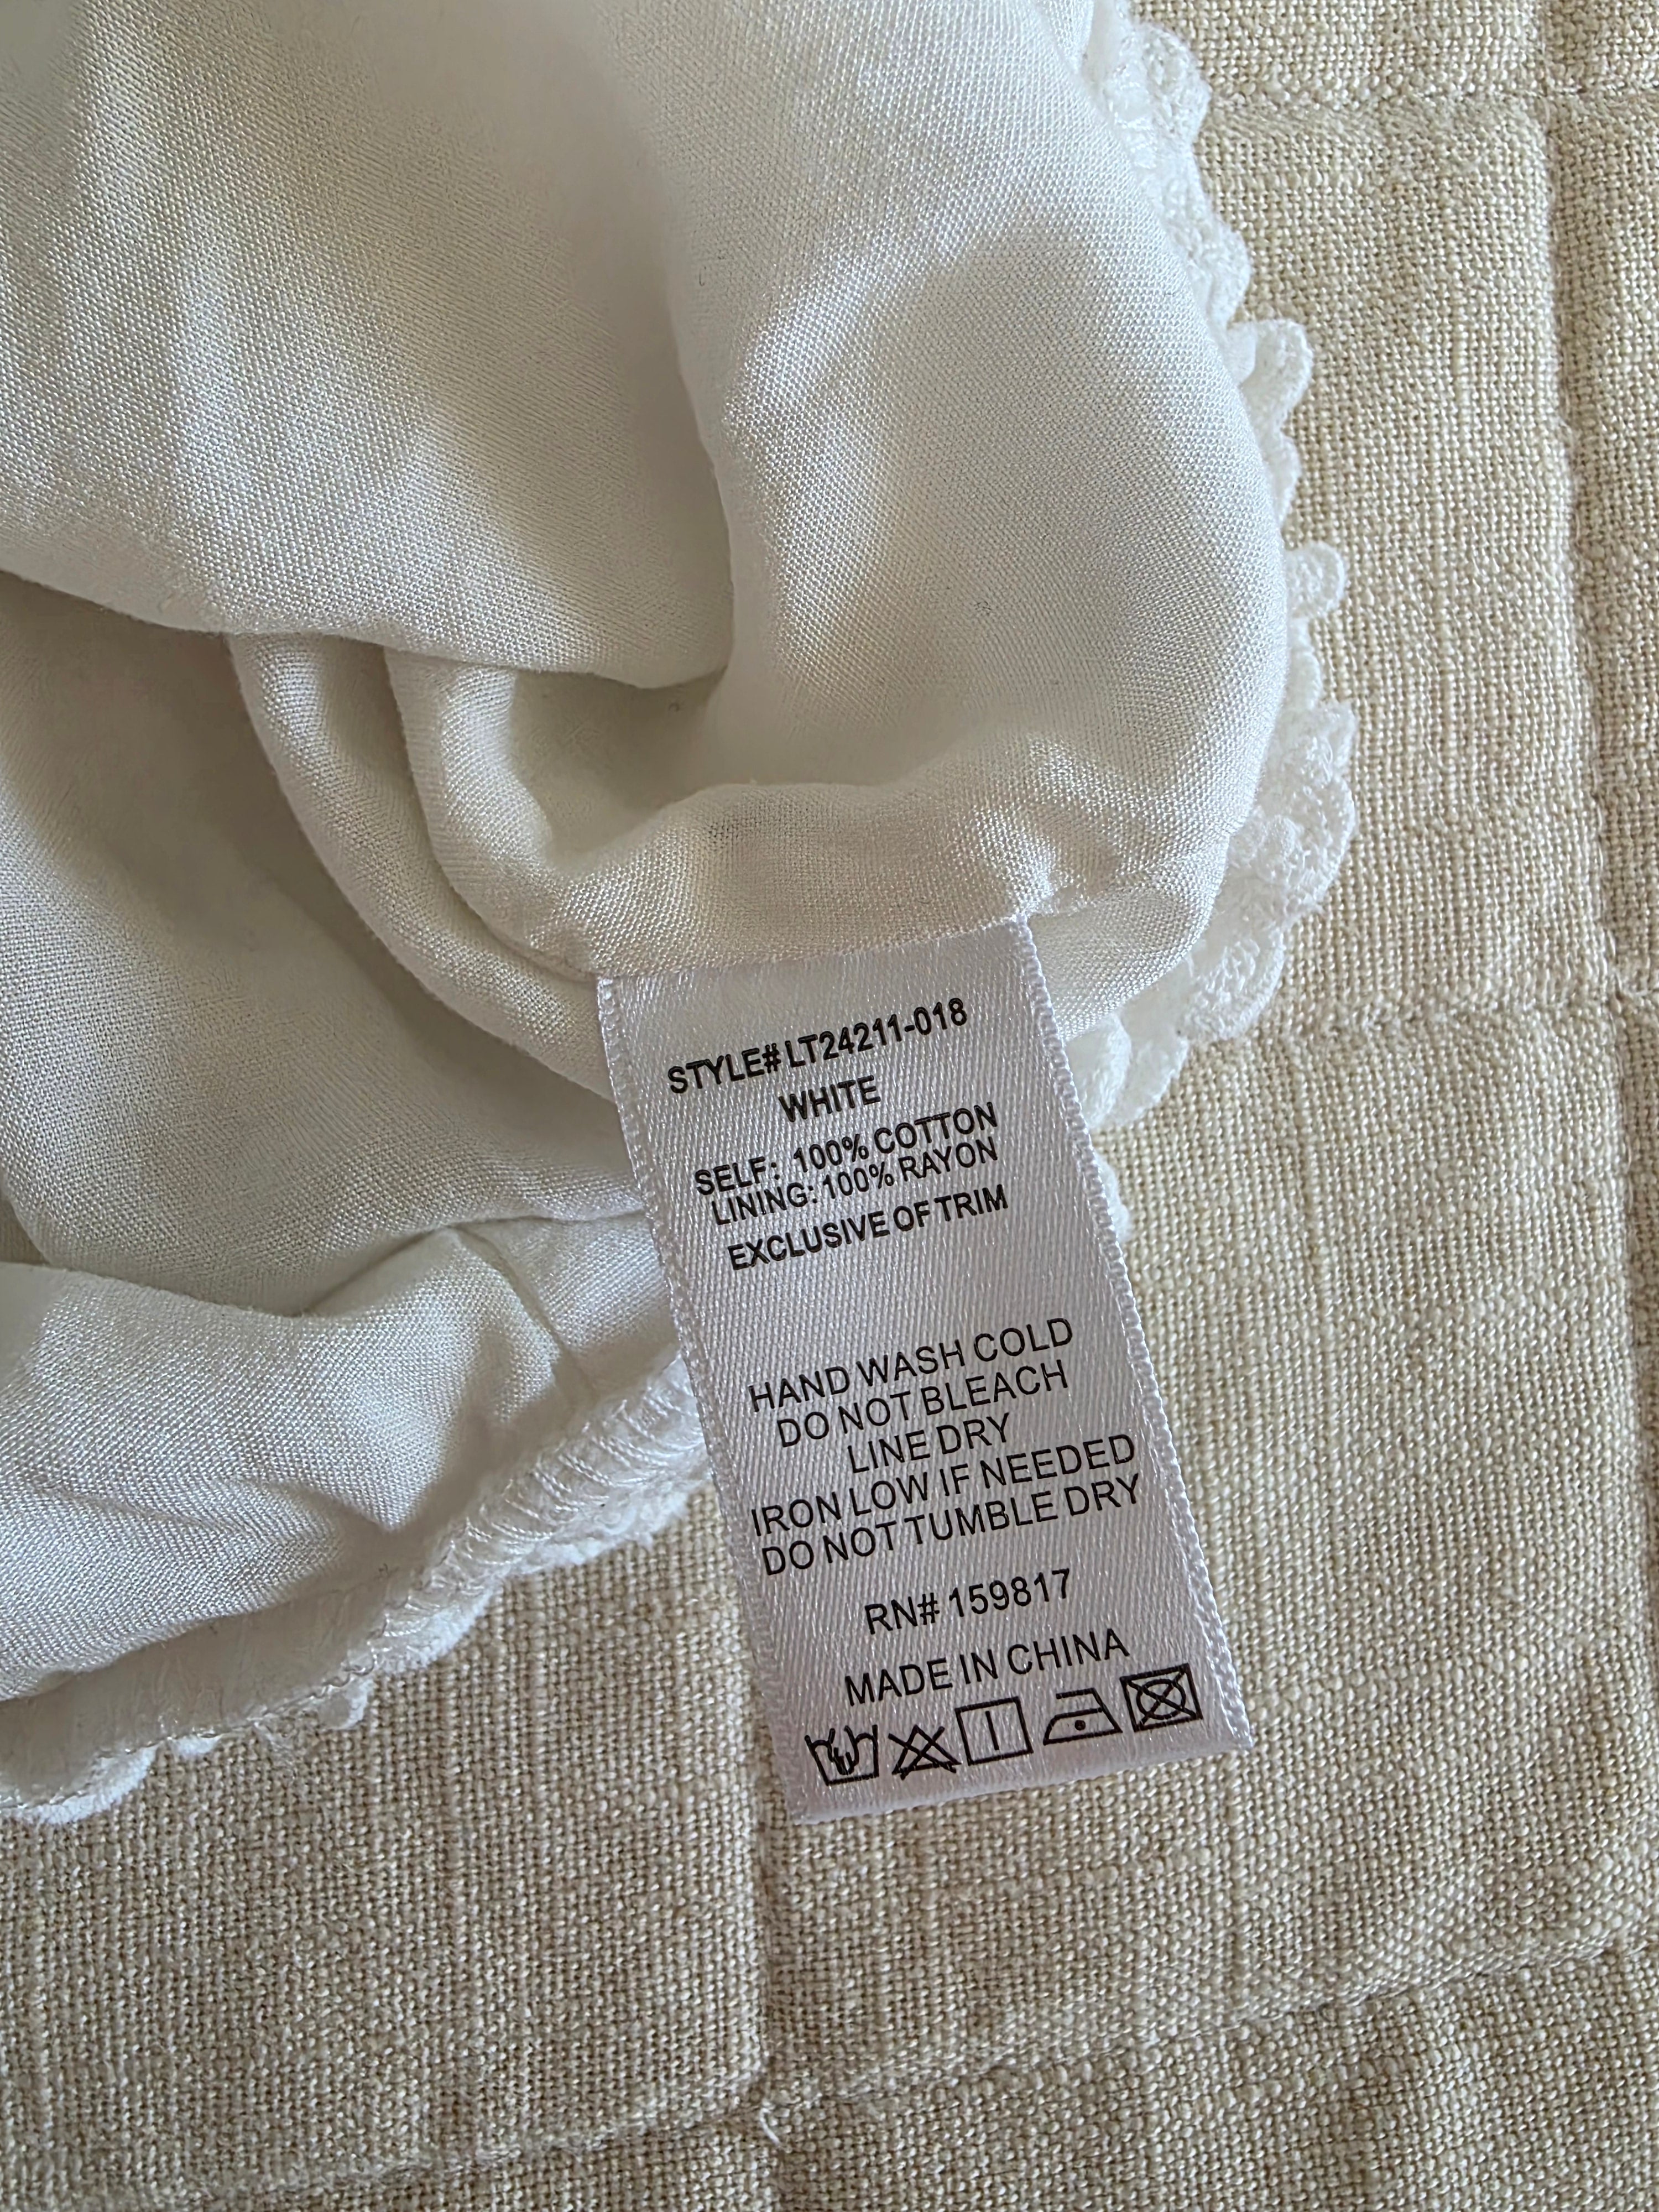 STYLE# LT24211-018
WHITE
SELF: 100% COTTON
LINING: 100% RAYON
EXCLUSIVE OF TRIM
HAND WASH COLD
DO NOT BLEACH
LINE DRY
IRON LOW IF NEEDED
DO NOT TUMBLE DRY
RN# 159817
MADE IN CHINA